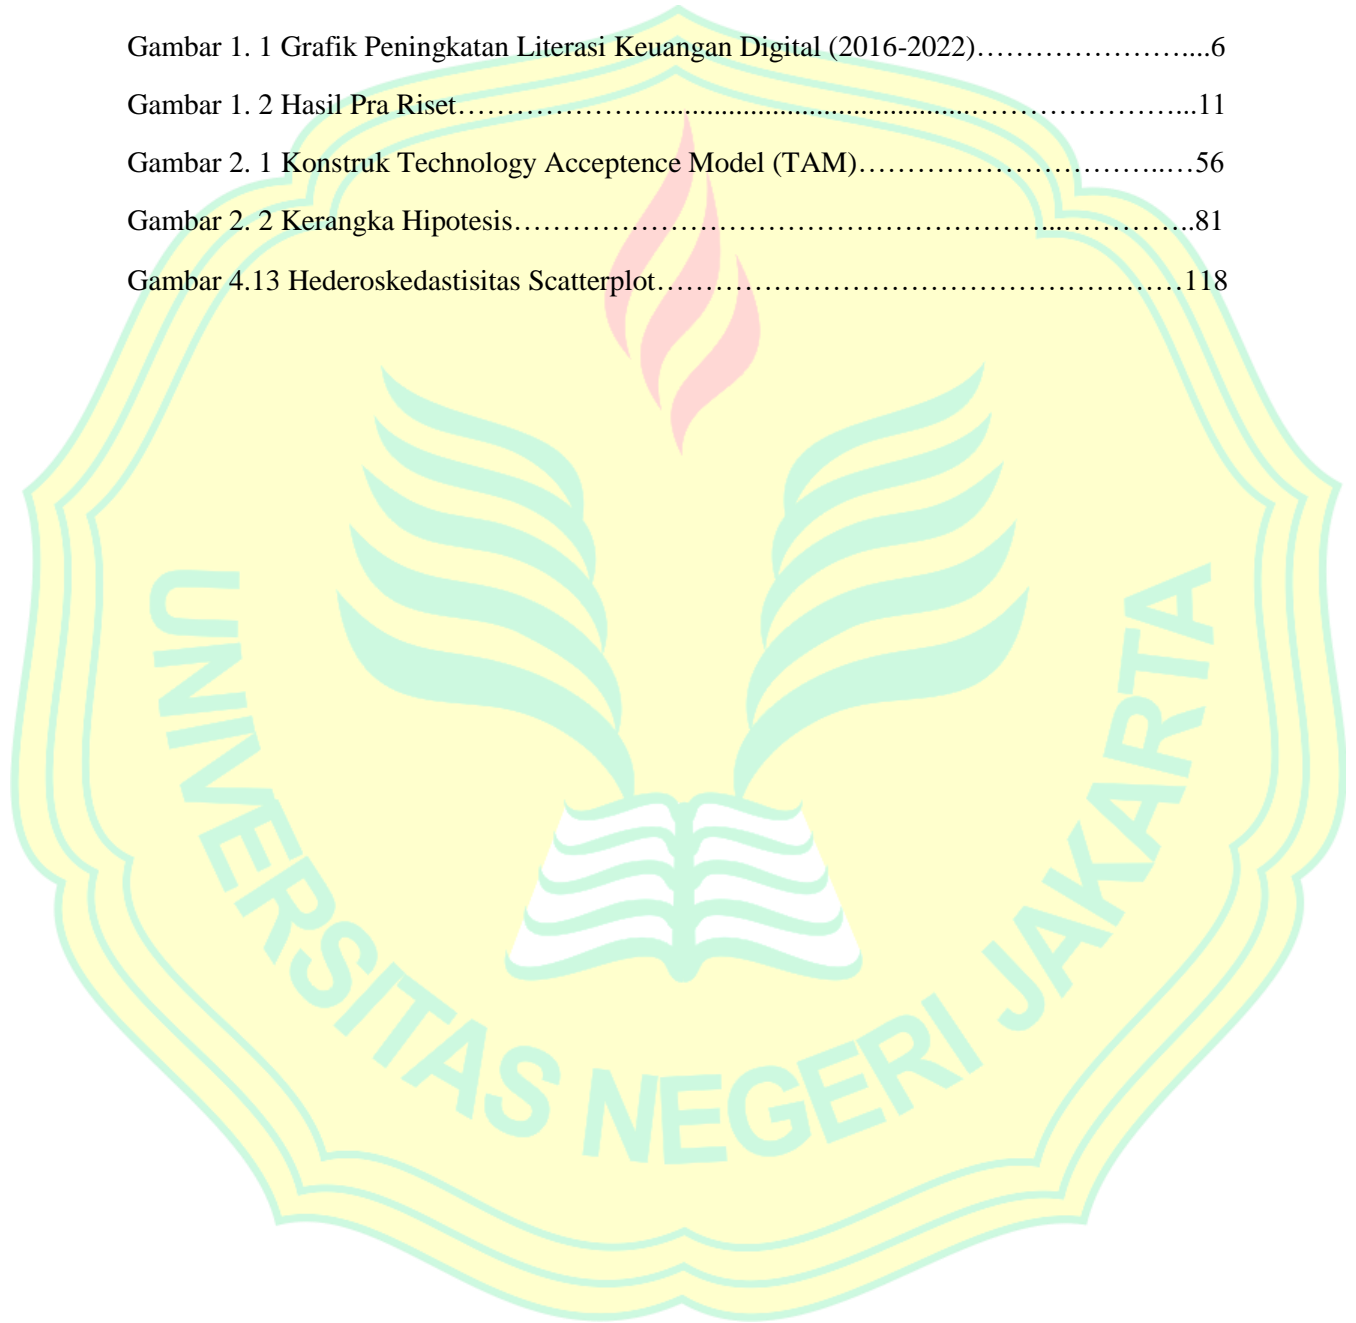 Gambar 1. 1 Grafik Peningkatan Literasi Keuangan Digital (2016-2022)…………………...6
Gambar 1. 2 Hasil Pra Riset…………………..........................................…………………...11
Gambar 2. 1 Konstruk Technology Acceptence Model (TAM)…………………………..…56
Gambar 2. 2 Kerangka Hipotesis……………………………………………....…………..81
Gambar 4.13 Hederoskedastisitas Scatterplot………………………………………………118
UNIVERSITAS NEGERI JAKARTA